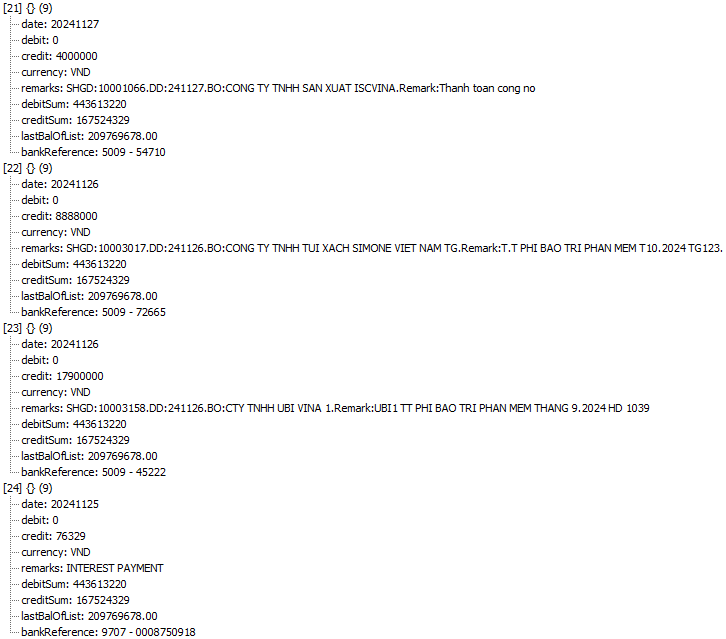 [21] {} (9)
date: 20241127
debit: 0
credit: 4000000
currency: VND
remarks: SHGD:10001066.DD:241127.BO:CONG TY TNHH SAN XUAT ISCVINA.Remark:Thanh toan cong no
debitSum: 443613220
creditSum: 167524329
lastBalOfList: 209769678.00
bankReference: 5009 - 54710
[22] {} (9)
date: 20241126
debit: 0
credit: 8888000
currency: VND
remarks: SHGD:10003017.DD:241126.BO:CONG TY TNHH TUI XACH SIMONE VIET NAM TG.Remark:T.T PHI BAO TRI PHAN MEM T10.2024 TG123.
debitSum: 443613220
creditSum: 167524329
lastBalOfList: 209769678.00
bankReference: 5009 - 72665
[23] {} (9)
date: 20241126
debit: 0
credit: 17900000
currency: VND
remarks: SHGD:10003158.DD:241126.BO:CTY TNHH UBI VINA 1.Remark:UBI1 TT PHI BAO TRI PHAN MEM THANG 9.2024 HD 1039
debitSum: 443613220
creditSum: 167524329
lastBalOfList: 209769678.00
bankReference: 5009 - 45222
[24] {} (9)
date: 20241125
debit: 0
credit: 76329
currency: VND
remarks: INTEREST PAYMENT
debitSum: 443613220
creditSum: 167524329
lastBalOfList: 209769678.00
bankReference: 9707 - 0008750918